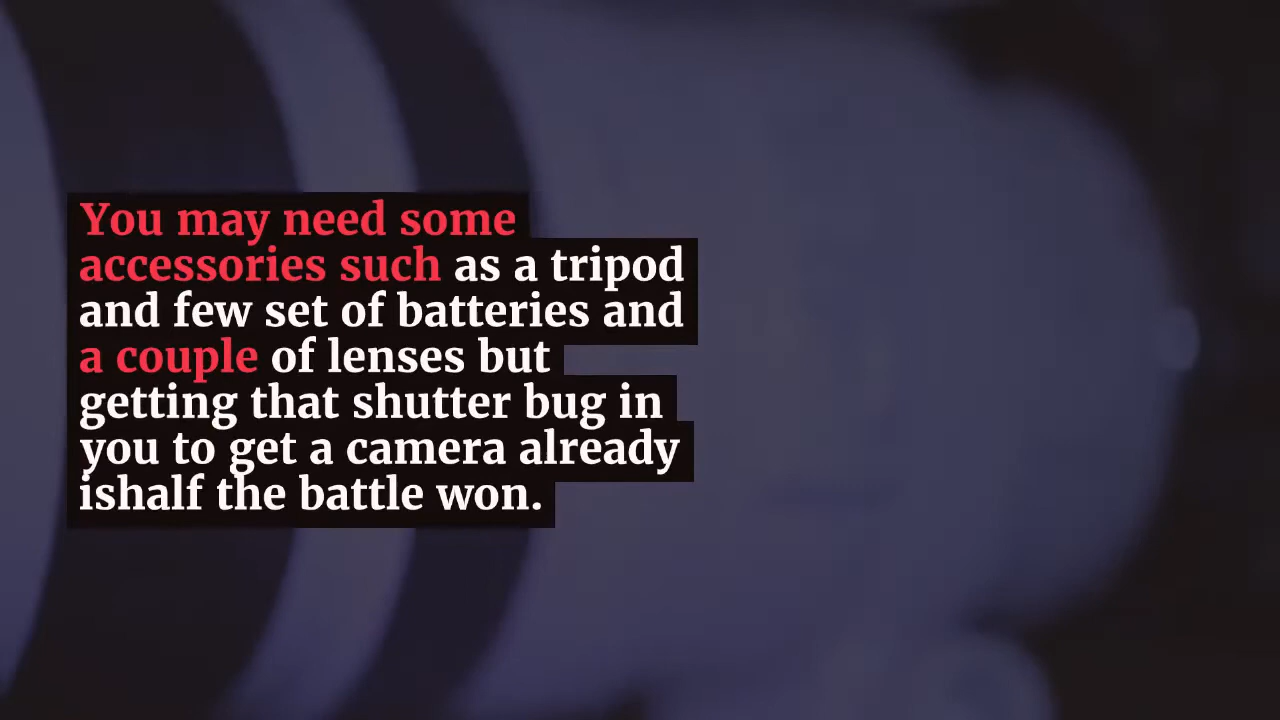 You may need some
accessories such as a tripod
and few set of batteries and
a couple of lenses but
getting that shutter bug in
you to get a camera already
ishalf the battle won.